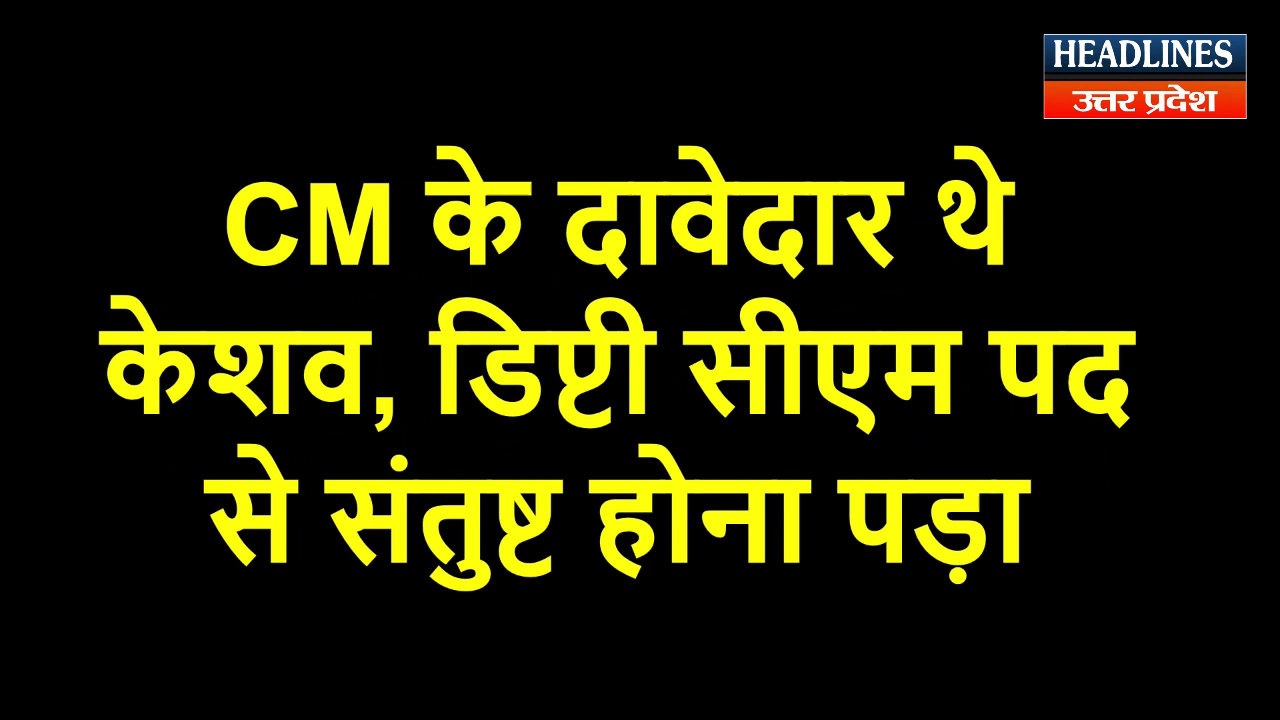 HEADLINES
उत्तर प्रदेश
CM के दावेदार थे
केशव, डिप्टी सीएम पद
से संतुष्ट होना पड़ा